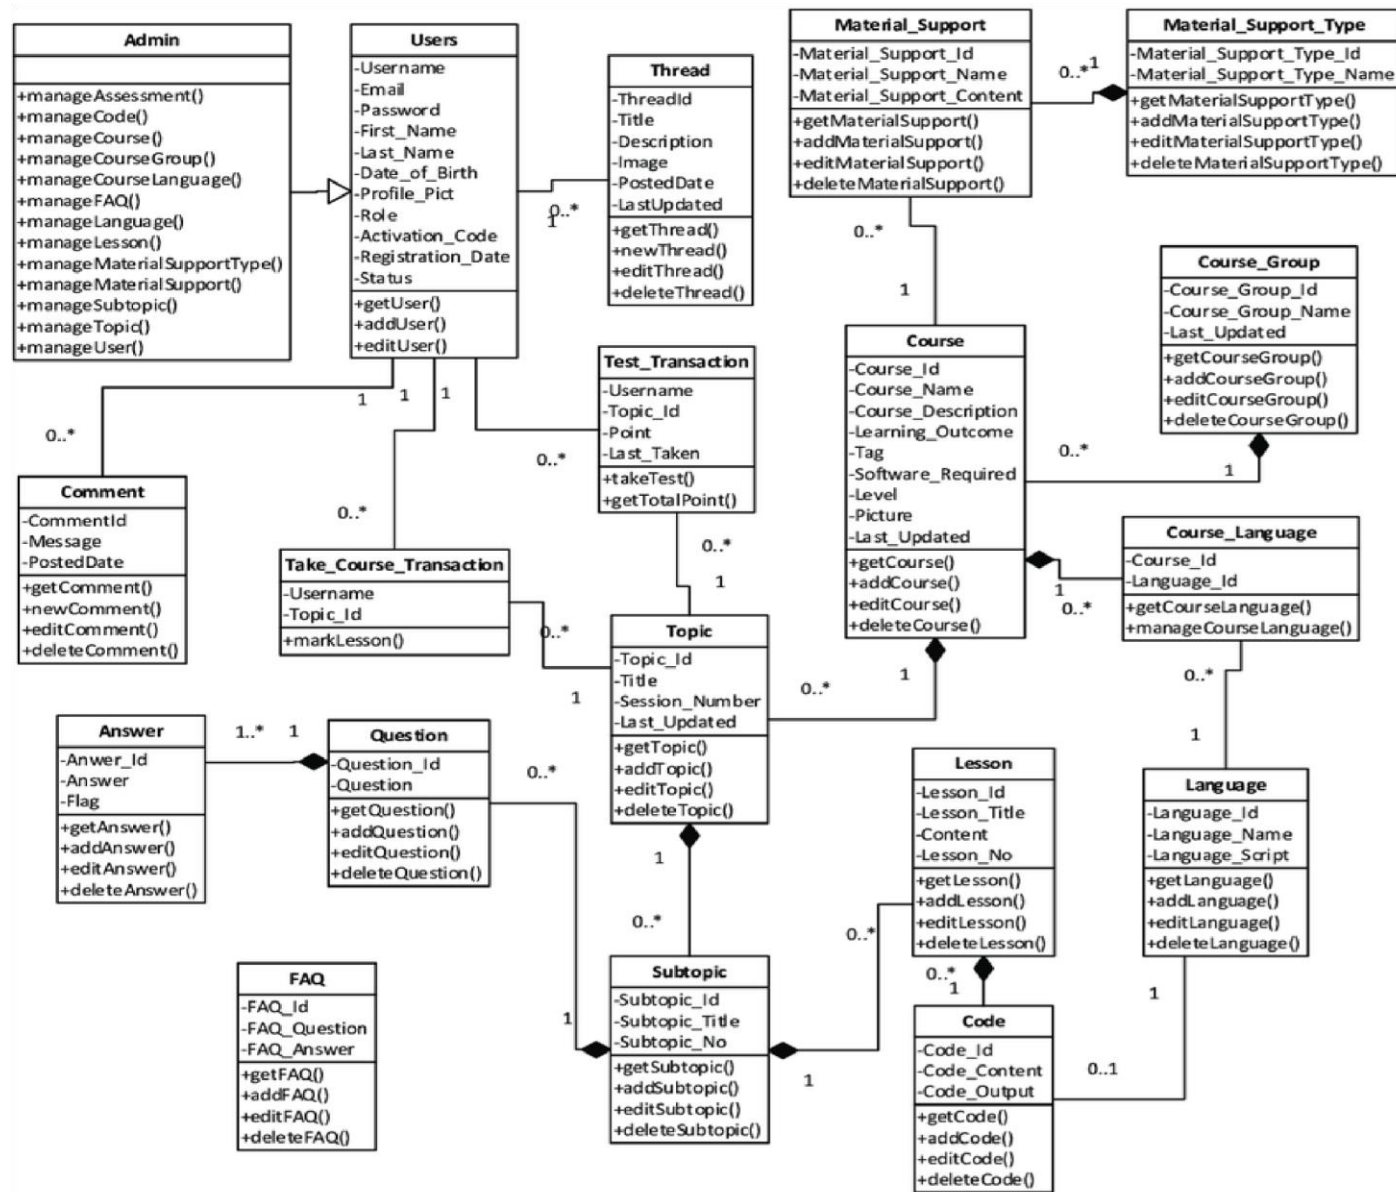 Admin
+manageAssessment()
+manageCode()
+manageCourse()
+manageCourseGroup()
+manageCourseLanguage()
+manageFAQ()
+manageLanguage()
+manageLesson()
+manageMaterialSupportType()
+manageMaterialSupport()
+manageSubtopic()
+manageTopic()
+manageUser()
Users
-Username
-Email
-Password
-First_Name
-Last_Name
-Date_of_Birth
-Profile_Pict
-Role
-Activation_Code
-Registration_Date
-Status
+getUser()
+addUser()
+editUser()
Thread
-ThreadId
-Title
-Description
-Image
-PostedDate
-LastUpdated
+getThread()
+newThread()
+editThread()
+deleteThread()
0..*
1
Material_Support
-Material_Support_Id
-Material_Support_Name
-Material_Support_Content
+getMaterialSupport()
+addMaterialSupport()
+editMaterialSupport()
+deleteMaterialSupport()
0..*
1
Material_Support_Type
-Material_Support_Type_Id
-Material_Support_Type_Name
+getMaterialSupportType()
+addMaterialSupportType()
+editMaterialSupportType()
+deleteMaterialSupportType()
0..*
1
Course_Group
-Course_Group_Id
-Course_Group_Name
-Last_Updated
+getCourseGroup()
+addCourseGroup()
+editCourseGroup()
+deleteCourseGroup()
0..*
1
Course
-Course_Id
-Course_Name
-Course_Description
-Learning_Outcome
-Tag
-Software_Required
-Level
-Picture
-Last_Updated
+getCourse()
+addCourse()
+editCourse()
+deleteCourse()
Test_Transaction
-Username
-Topic_Id
-Point
-Last_Taken
+takeTest()
+getTotalPoint()
1
1
1
0..*
0..*
0..*
0..*
1
Comment
-CommentId
-Message
-PostedDate
+getComment()
+newComment()
+editComment()
+deleteComment()
Take_Course_Transaction
-Username
-Topic_Id
+markLesson()
0..*
1
Course_Language
-Course_Id
-Language_Id
+getCourseLanguage()
+manageCourseLanguage()
1
0..*
0..*
1
Topic
-Topic_Id
-Title
-Session_Number
-Last_Updated
+getTopic()
+addTopic()
+editTopic()
+deleteTopic()
1
0..*
Answer
-Anwer_Id
-Answer
-Flag
+getAnswer()
+addAnswer()
+editAnswer()
+deleteAnswer()
1..*
1
Question
-Question_Id
-Question
+getQuestion()
+addQuestion()
+editQuestion()
+deleteQuestion()
0..*
1
Lesson
-Lesson_Id
-Lesson_Title
-Content
-Lesson_No
+getLesson()
+addLesson()
+editLesson()
+deleteLesson()
Language
-Language_Id
-Language_Name
-Language_Script
+getLanguage()
+addLanguage()
+editLanguage()
+deleteLanguage()
1
0..*
0..*
1
0..*
1
1
0..1
FAQ
-FAQ_Id
-FAQ_Question
-FAQ_Answer
+getFAQ()
+addFAQ()
+editFAQ()
+deleteFAQ()
Subtopic
-Subtopic_Id
-Subtopic_Title
-Subtopic_No
+getSubtopic()
+addSubtopic()
+editSubtopic()
+deleteSubtopic()
Code
-Code_Id
-Code_Content
-Code_Output
+getCode()
+addCode()
+editCode()
+deleteCode()